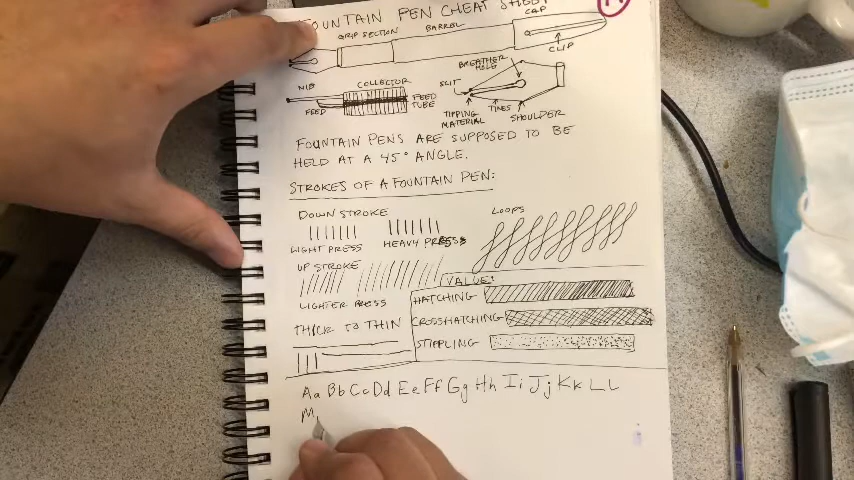 FOUNTAIN PEN CHEAT SHEET
GRIP SECTION
BARREL
CAP
CLIP
NIB
FEED
COLLECTOR
FEED TUBE
SLIT
BREATHER HOLE
TIPPING MATERIAL
TINES
SHOULDER
FOUNTAIN PENS ARE SUPPOSED TO BE
HELD AT A 45° ANGLE.
STROKES OF A FOUNTAIN PEN:
DOWN STROKE
LIGHT PRESS
HEAVY PRESS
LOOPS
UP STROKE
LIGHTER PRESS
VALUE:
HATCHING
CROSSHATCHING
STIPPLING
THICK TO THIN
Aa Bb Cc Dd Ee Ff Gg Hh Ii Jj Kk LL
M